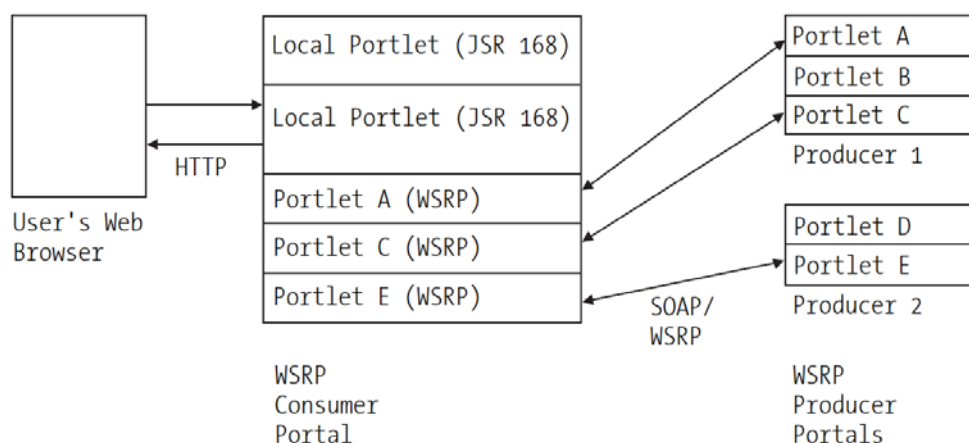 Local Portlet (JSR 168)
Local Portlet (JSR 168)
Portlet A (WSRP)
Portlet C (WSRP)
Portlet E (WSRP)
HTTP
User's Web
Browser
WSRP
Consumer
Portal
SOAP/
WSRP
Portlet A
Portlet B
Portlet C
Producer 1
Portlet D
Portlet E
Producer 2
WSRP
Producer
Portals